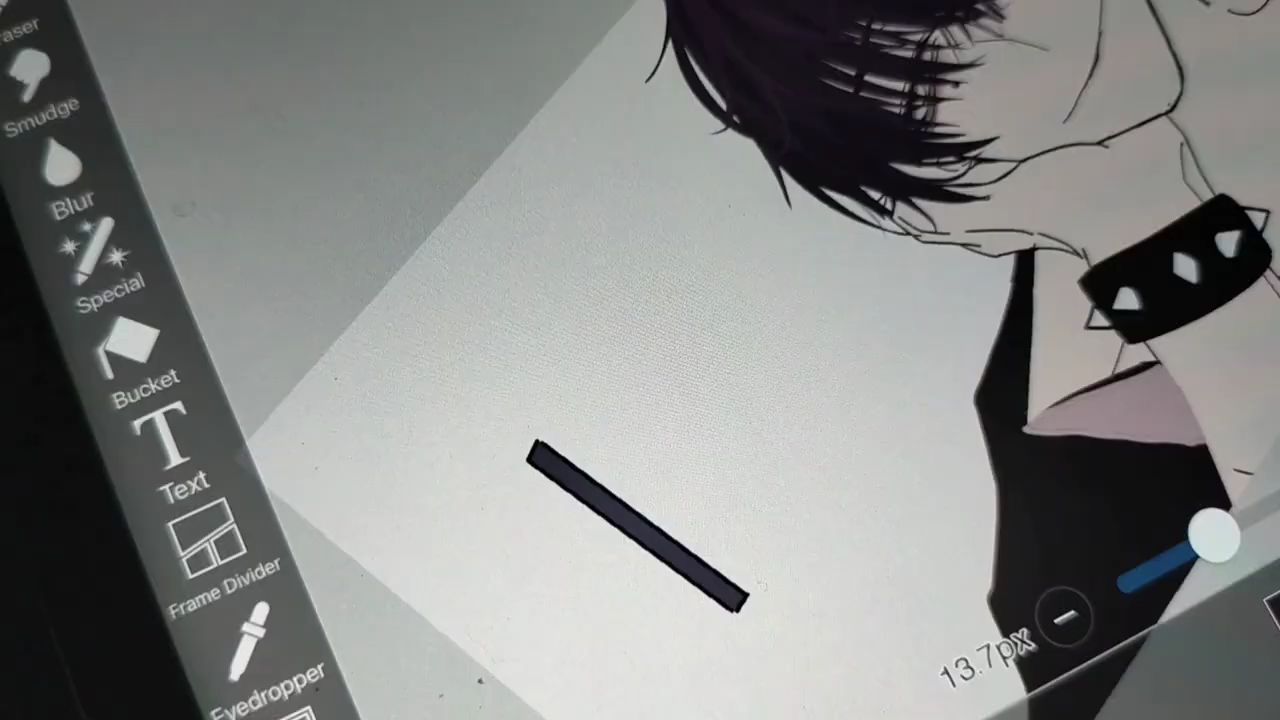 raser
Smudge
Blur
Special
Bucket
T
Text
Frame Divider
Eyedropper
13.7px